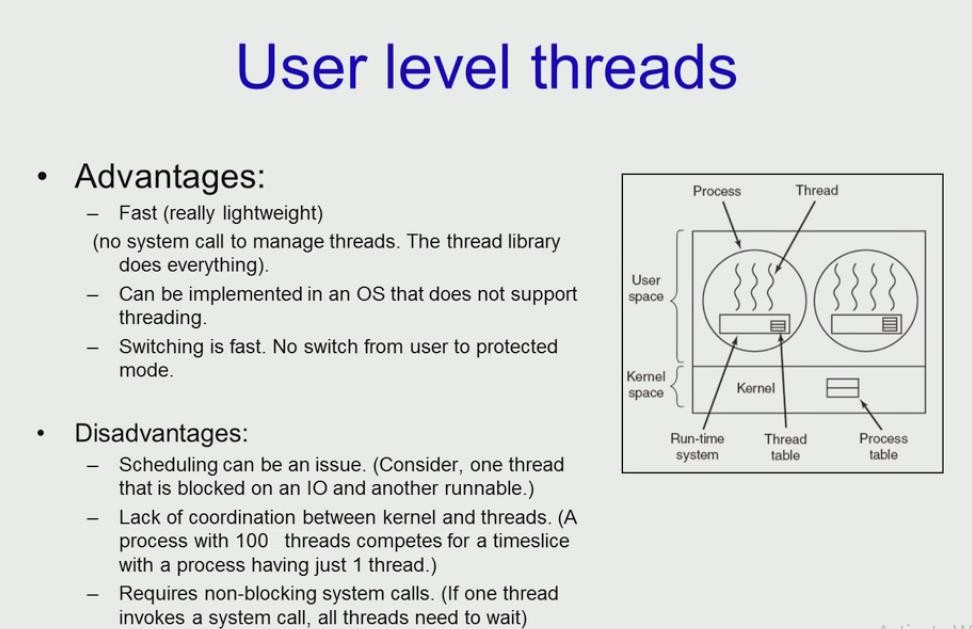 User level threads
• Advantages:
– Fast (really lightweight)
(no system call to manage threads. The thread library
does everything).
– Can be implemented in an OS that does not support
threading.
– Switching is fast. No switch from user to protected
mode.
• Disadvantages:
– Scheduling can be an issue. (Consider, one thread
that is blocked on an IO and another runnable.)
– Lack of coordination between kernel and threads. (A
process with 100 threads competes for a timeslice
with a process having just 1 thread.)
– Requires non-blocking system calls. (If one thread
invokes a system call, all threads need to wait)
Process Thread
User
space
Kernel
space
Kernel
Run-time
system
Thread
table
Process
table